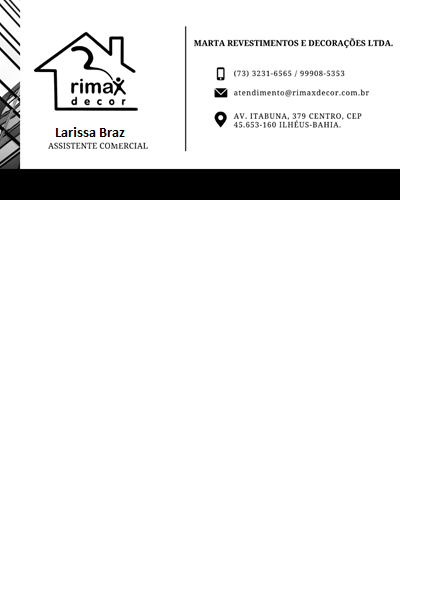 rimax
decor
Larissa Braz
ASSISTENTE COMERCIAL
MARTA REVESTIMENTOS E DECORAÇÕES LTDA.
(73) 3231-6565 / 99908-5353
atendimento@rimaxdecor.com.br
AV. ITABUNA, 379 CENTRO, CEP
45.653-160 ILHÉUS-BAHIA.